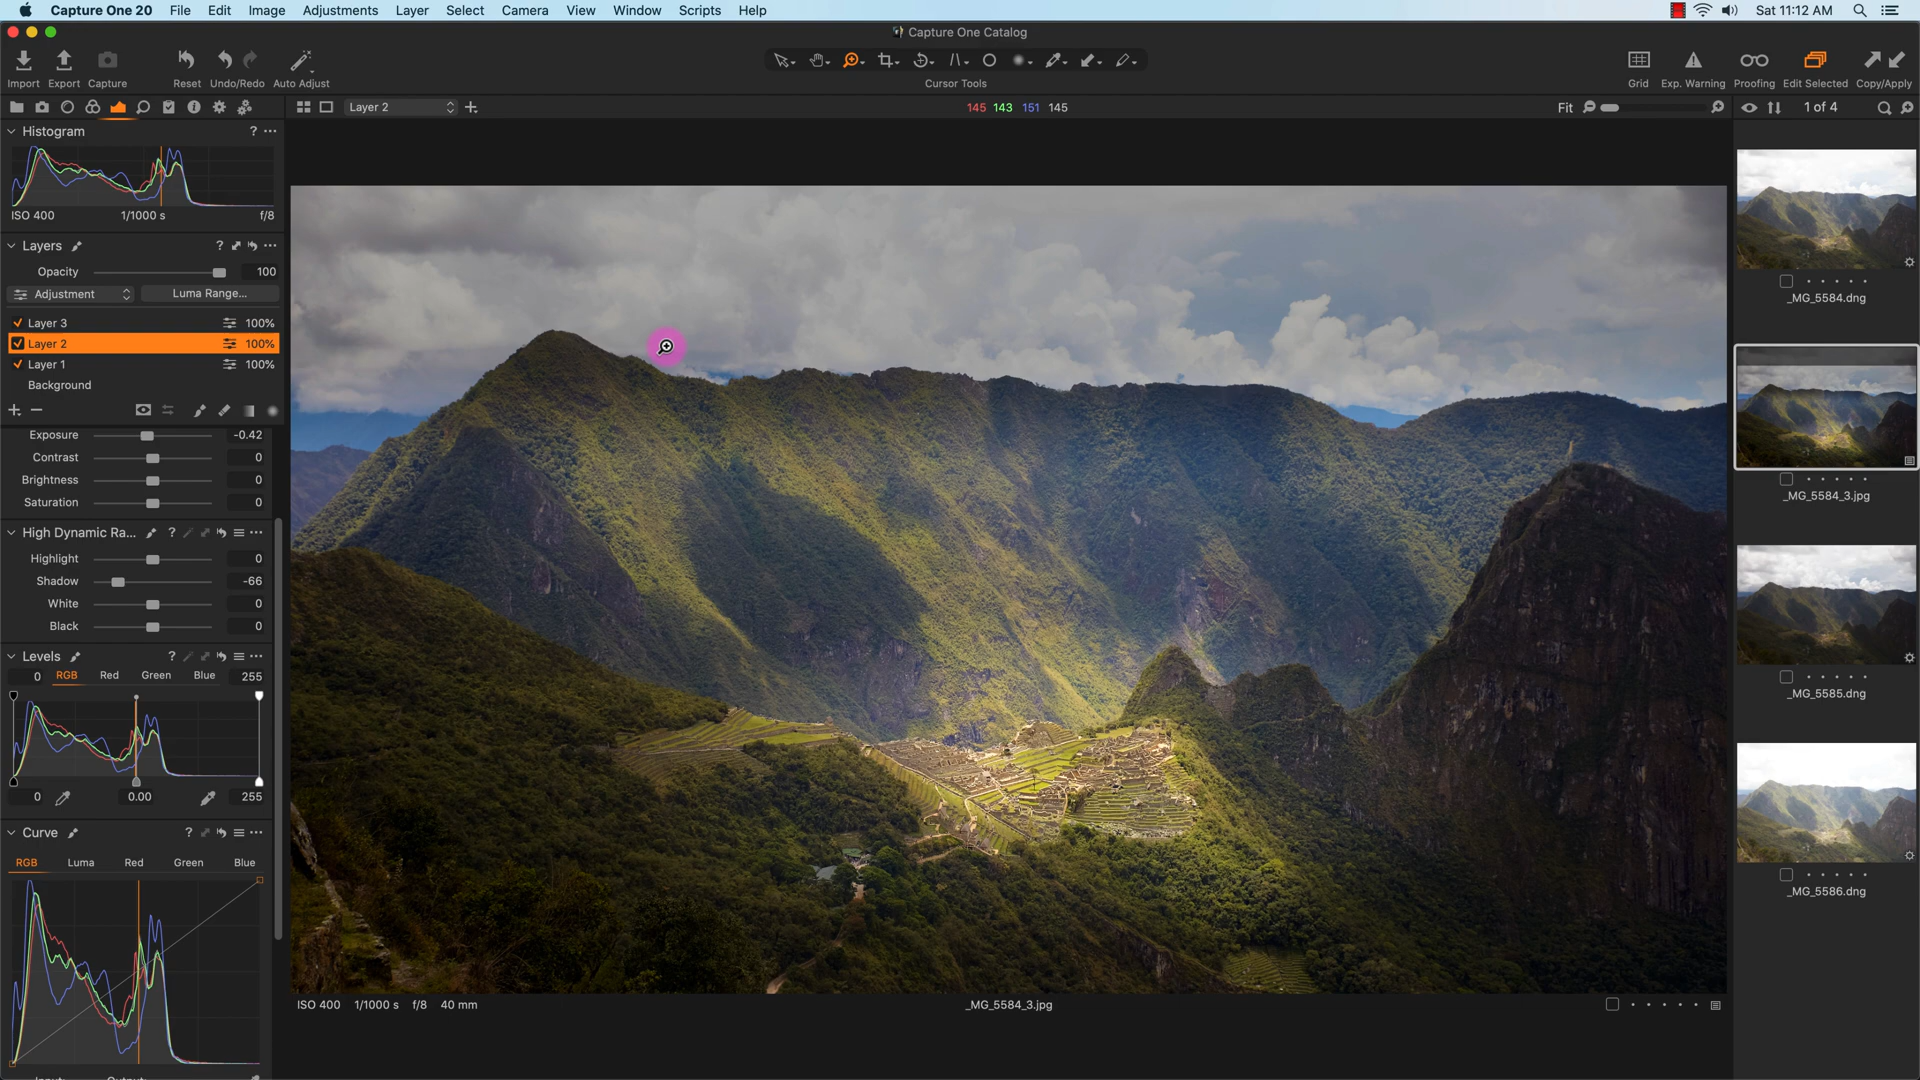 Capture One 20 File Edit Image Adjustments Layer Select Camera View Window Scripts Help Sat 11:12 AM
Capture One Catalog
Import Export Capture Reset Undo/Redo Auto Adjust Cursor Tools Grid Exp. Warning Proofing Edit Selected Copy/Apply
Layer 2 145 143 151 145 Fit 1 of 4
Histogram ?
ISO 400 1/1000 s f/8
Layers ?
Opacity 100
Adjustment Luma Range...
Layer 3 100%
Layer 2 100%
Layer 1 100%
Background
Exposure -0.42
Contrast 0
Brightness 0
Saturation 0
High Dynamic Ra... ?
Highlight 0
Shadow -66
White 0
Black 0
Levels ?
0 RGB Red Green Blue 255
0 0.00 255
Curve ?
RGB Luma Red Green Blue
ISO 400 1/1000 s f/8 40 mm _MG_5584_3.jpg
_MG_5584.dng
_MG_5584_3.jpg
_MG_5585.dng
_MG_5586.dng